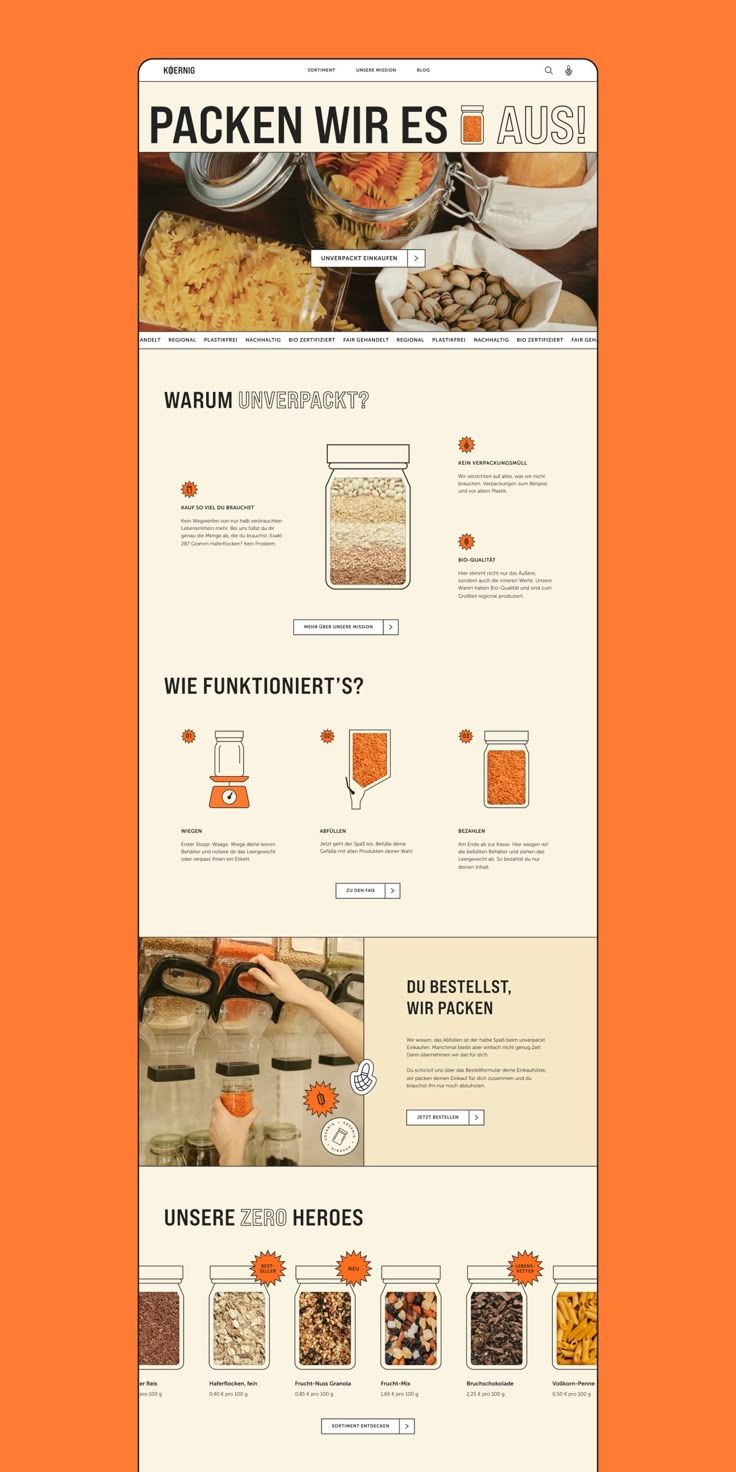 KOERNIG
SORTIMENT UNSERE MISSION BLOG
PACKEN WIR ES AUS!
UNVERPACKT EINKAUFEN
ANDELT REGIONAL PLASTIKFREI NACHHALTIG BIO ZERTIFIZIERT FAIR GEHANDELT REGIONAL PLASTIKFREI NACHHALTIG BIO ZERTIFIZIERT FAIR GEHA
WARUM UNVERPACKT?
KAUF SO VIEL DU BRAUCHST
Kein Wegwerfen von nur halb verbrauchten
Lebensmitteln mehr. Bei uns füllst du dir
genau die Menge ab, die du brauchst. Exakt
287 Gramm Haferflocken? Kein Problem.
KEIN VERPACKUNGSMÜLL
Wir verzichten auf alles, was wir nicht
brauchen. Verpackungen zum Beispiel
und vor allem Plastik.
BIO-QUALITÄT
Hier stimmt nicht nur das Äußere,
sondern auch die inneren Werte. Unsere
Waren haben Bio-Qualität und sind zum
Großteil regional produziert.
MEHR ÜBER UNSERE MISSION
WIE FUNKTIONIERT'S?
01
02
03
WIEGEN
Erster Stopp: Waage. Wiege deine leeren
Behälter und notiere dir das Leergewicht
oder verpass ihnen ein Etikett.
ABFÜLLEN
Jetzt geht der Spaß los. Befülle deine
Gefäße mit allen Produkten deiner Wahl.
BEZAHLEN
Am Ende ab zur Kasse. Hier wiegen wir
die befüllten Behälter und ziehen das
Leergewicht ab. So bezahlst du nur
deinen Inhalt.
ZU DEN FAQ
DU BESTELLST,
WIR PACKEN
Wir wissen, das Abfüllen ist der halbe Spaß beim unverpackt
Einkaufen. Manchmal bleibt aber einfach nicht genug Zeit.
Dann übernehmen wir das für dich.
Du schickst uns über das Bestellformular deine Einkaufsliste,
wir packen deinen Einkauf für dich zusammen und du
brauchst ihn nur noch abzuholen.
JETZT BESTELLEN
UNSERE ZERO HEROES
BEST-
SELLER
NEU
LEBENS-
RETTER
er Reis
pro 100 g
Haferflocken, fein
0,40 € pro 100 g
Frucht-Nuss Granola
0,85 € pro 100 g
Frucht-Mix
1,65 € pro 100 g
Bruchschokolade
2,25 € pro 100 g
Vollkorn-Penne
0,50 € pro 100 g
SORTIMENT ENTDECKEN